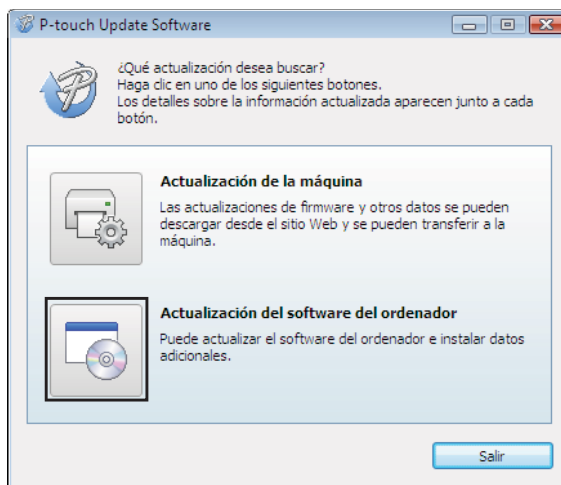 P-touch Update Software
¿Qué actualización desea buscar?
Haga clic en uno de los siguientes botones.
Los detalles sobre la información actualizada aparecen junto a cada
botón.
Actualización de la máquina
Las actualizaciones de firmware y otros datos se pueden
descargar desde el sitio Web y se pueden transferir a la
máquina.
Actualización del software del ordenador
Puede actualizar el software del ordenador e instalar datos
adicionales.
Salir